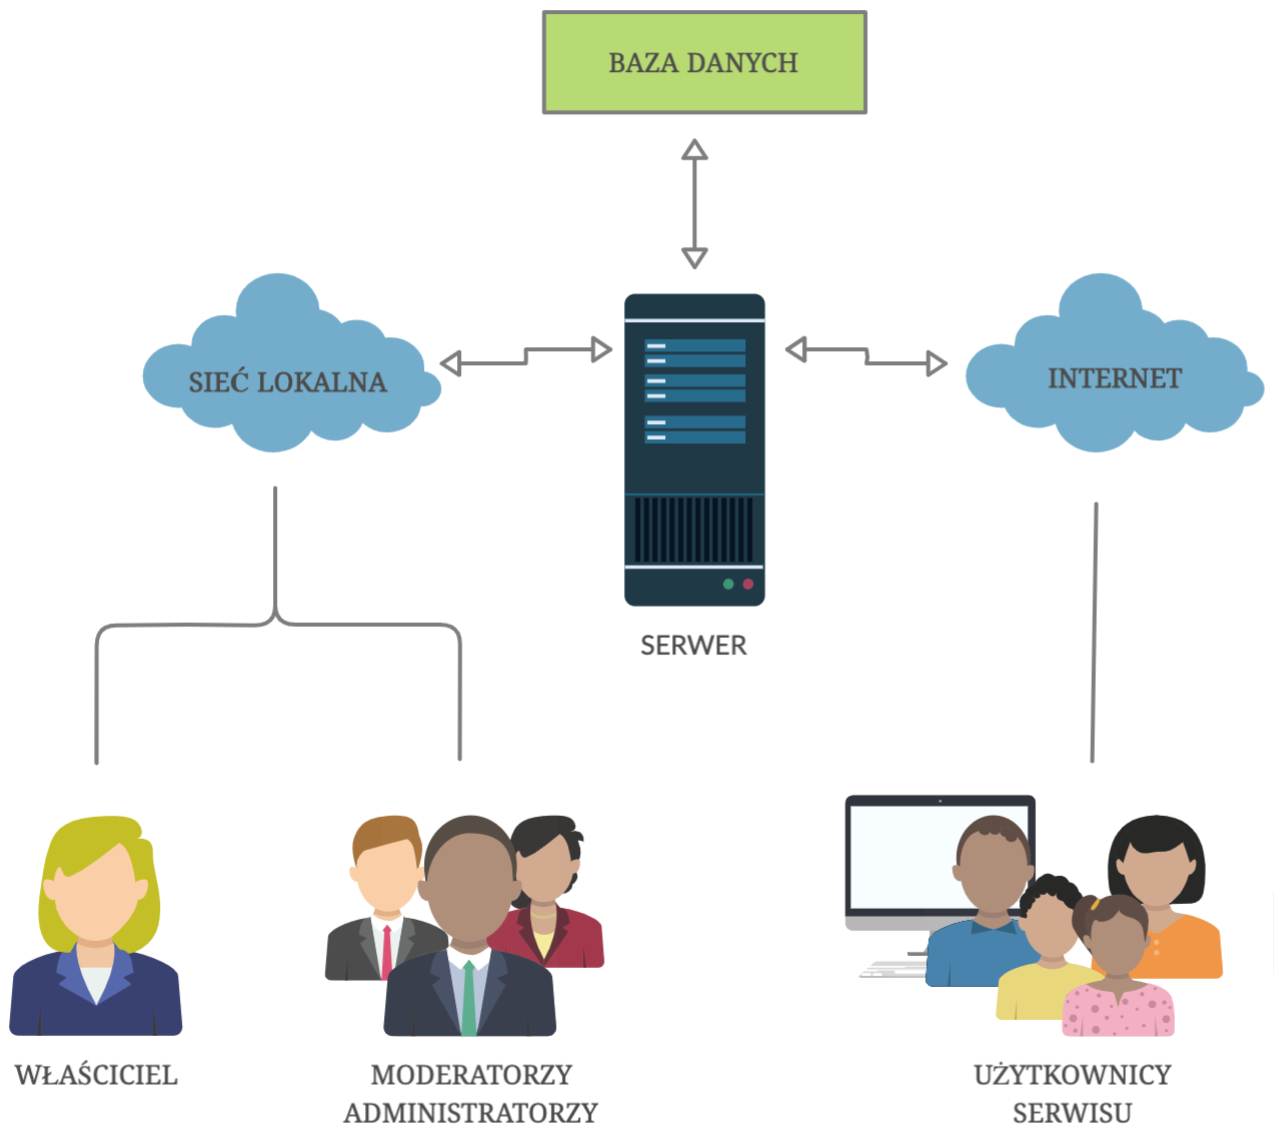 BAZA DANYCH
SIEĆ LOKALNA
INTERNET
SERWER
WŁAŚCICIEL
MODERATORZY
ADMINISTRATORZY
UŻYTKOWNICY
SERWISU